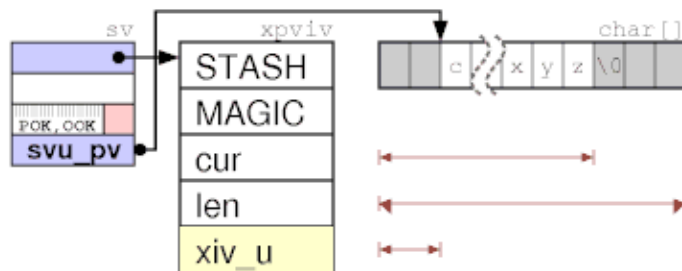 sv xpviv char[]
STASH c x y z \0
MAGIC
POK,OOK
svu_pv cur
len
xiv_u